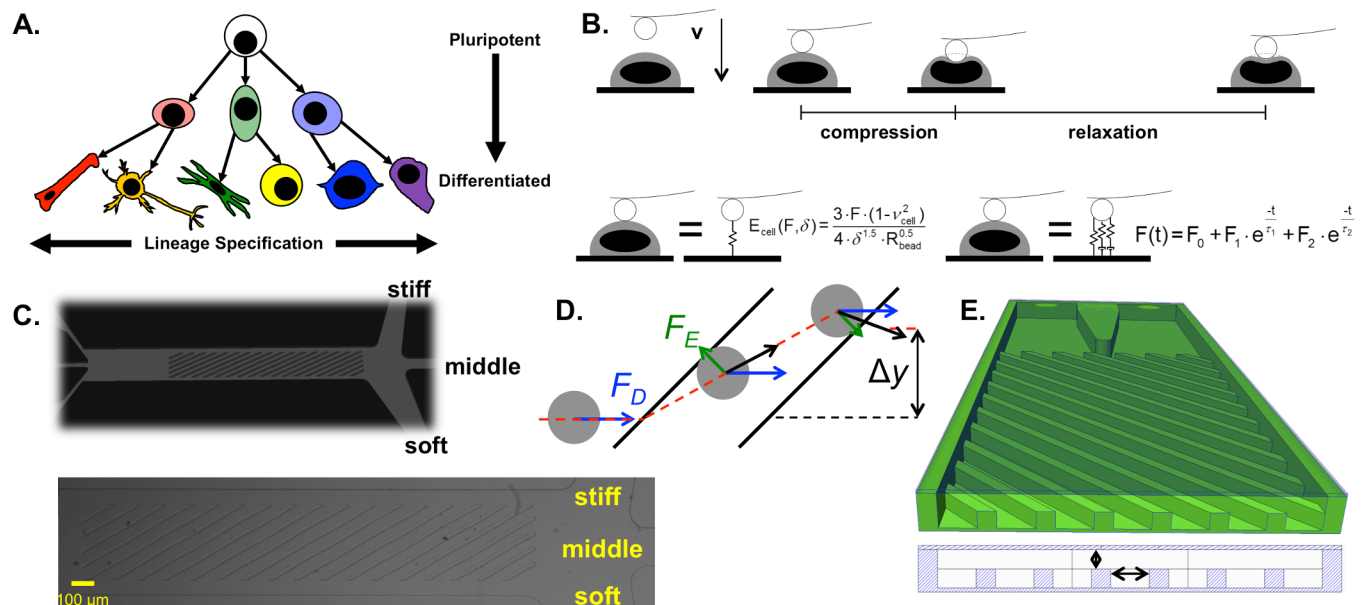 A.
Pluripotent
Differentiated
Lineage Specification
B.
v
compression
relaxation
E_cell(F,δ) = 3·F·(1-ν²_cell) / 4·δ^1.5·R^0.5_bead
F(t) = F_0 + F_1·e^(-t/τ_1) + F_2·e^(-t/τ_2)
C.
stiff
middle
soft
stiff
middle
soft
100 µm
D.
F_E
F_D
Δy
E.